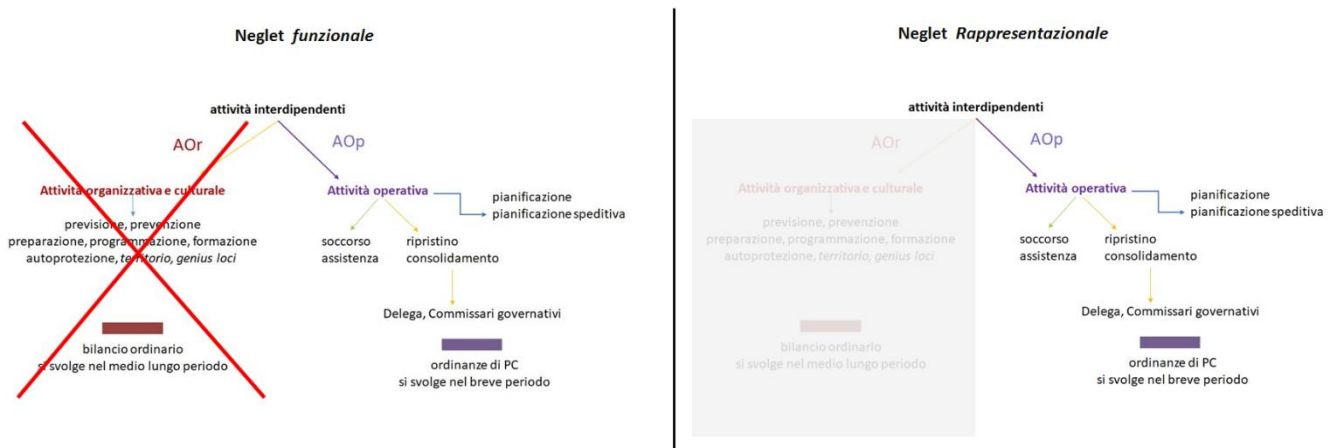 Neglet funzionale
attività interdipendenti
AOr
AOp
Attività organizzativa e culturale
Attività operativa
pianificazione
pianificazione speditiva
previsione, prevenzione
preparazione, programmazione, formazione
autoprotezione, territorio, genius loci
soccorso
assistenza
ripristino
consolidamento
Delega, Commissari governativi
bilancio ordinario
si svolge nel medio lungo periodo
ordinanze di PC
si svolge nel breve periodo
Neglet Rappresentazionale
attività interdipendenti
AOr
AOp
Attività organizzativa e culturale
Attività operativa
pianificazione
pianificazione speditiva
previsione, prevenzione
preparazione, programmazione, formazione
autoprotezione, territorio, genius loci
soccorso
assistenza
ripristino
consolidamento
Delega, Commissari governativi
bilancio ordinario
si svolge nel medio lungo periodo
ordinanze di PC
si svolge nel breve periodo